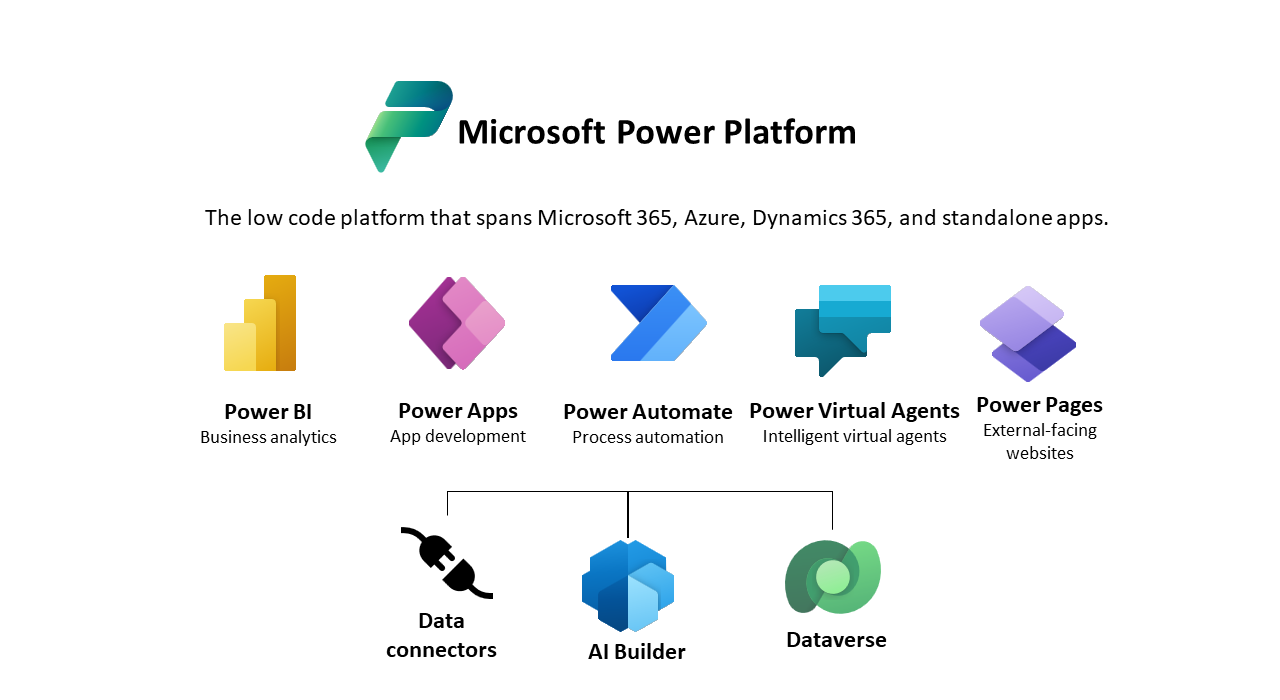 Microsoft Power Platform
The low code platform that spans Microsoft 365, Azure, Dynamics 365, and standalone apps.
Power BI
Business analytics
Power Apps
App development
Power Automate
Process automation
Power Virtual Agents
Intelligent virtual agents
Power Pages
External-facing
websites
Data
connectors
AI Builder
Dataverse